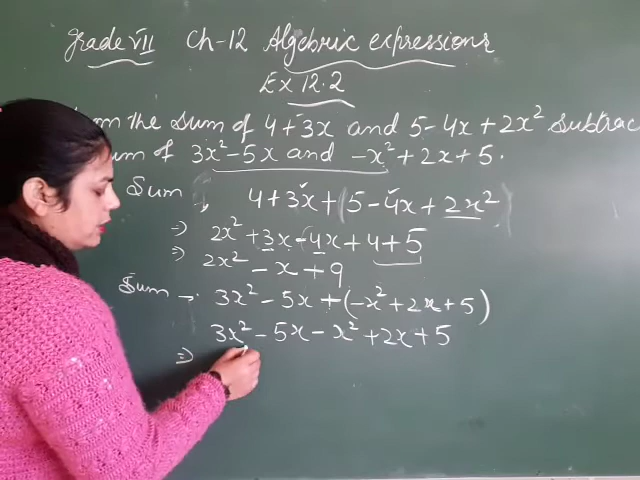 Grade VII Ch-12 Algebric expressions
Ex 12.2
the sum of 4+3x and 5-4x+2x² subtrac
of 3x²-5x and -x²+2x+5.
Sum 4+3x+(5-4x+2x²)
⇒ 2x²+3x-4x+4+5
⇒ 2x²-x+9
Sum → 3x²-5x+(-x²+2x+5)
3x²-5x-x²+2x+5
⇒